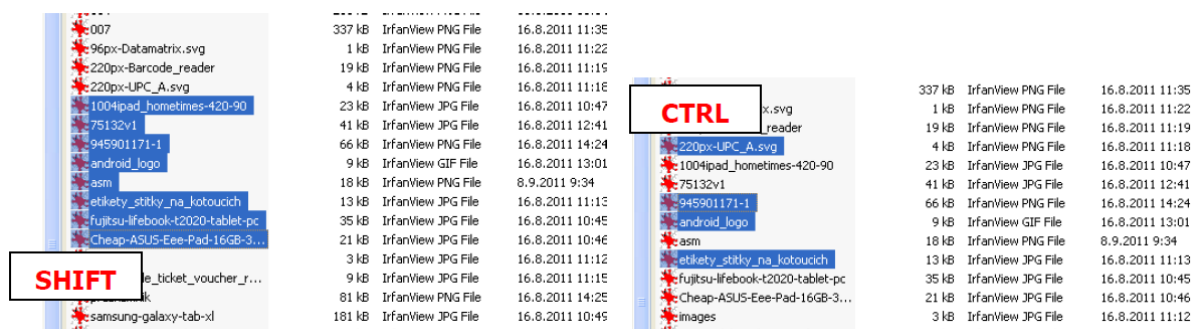 007 337 kB IrfanView PNG File 16.8.2011 11:35
96px-Datamatrix.svg 1 kB IrfanView PNG File 16.8.2011 11:22
220px-Barcode_reader 19 kB IrfanView PNG File 16.8.2011 11:19
220px-UPC_A.svg 4 kB IrfanView PNG File 16.8.2011 11:18
1004ipad_hometimes-420-90 23 kB IrfanView JPG File 16.8.2011 10:47
75132v1 41 kB IrfanView JPG File 16.8.2011 12:41
945901171-1 66 kB IrfanView PNG File 16.8.2011 14:24
android_logo 9 kB IrfanView GIF File 16.8.2011 13:01
asm 18 kB IrfanView PNG File 8.9.2011 9:34
etikety_stitky_na_kotoucich 13 kB IrfanView JPG File 16.8.2011 11:13
fujitsu-lifebook-t2020-tablet-pc 35 kB IrfanView JPG File 16.8.2011 10:45
Cheap-ASUS-Eee-Pad-16GB-3... 21 kB IrfanView JPG File 16.8.2011 10:46
3 kB IrfanView JPG File 16.8.2011 11:12
SHIFT
le_ticket_voucher_r... 9 kB IrfanView JPG File 16.8.2011 11:15
81 kB IrfanView PNG File 16.8.2011 14:25
samsung-galaxy-tab-xl 181 kB IrfanView JPG File 16.8.2011 10:49
337 kB IrfanView PNG File 16.8.2011 11:35
CTRL
x.svg 1 kB IrfanView PNG File 16.8.2011 11:22
_reader 19 kB IrfanView PNG File 16.8.2011 11:19
220px-UPC_A.svg 4 kB IrfanView PNG File 16.8.2011 11:18
1004ipad_hometimes-420-90 23 kB IrfanView JPG File 16.8.2011 10:47
75132v1 41 kB IrfanView JPG File 16.8.2011 12:41
945901171-1 66 kB IrfanView PNG File 16.8.2011 14:24
android_logo 9 kB IrfanView GIF File 16.8.2011 13:01
asm 18 kB IrfanView PNG File 8.9.2011 9:34
etikety_stitky_na_kotoucich 13 kB IrfanView JPG File 16.8.2011 11:13
fujitsu-lifebook-t2020-tablet-pc 35 kB IrfanView JPG File 16.8.2011 10:45
Cheap-ASUS-Eee-Pad-16GB-3... 21 kB IrfanView JPG File 16.8.2011 10:46
images 3 kB IrfanView JPG File 16.8.2011 11:12